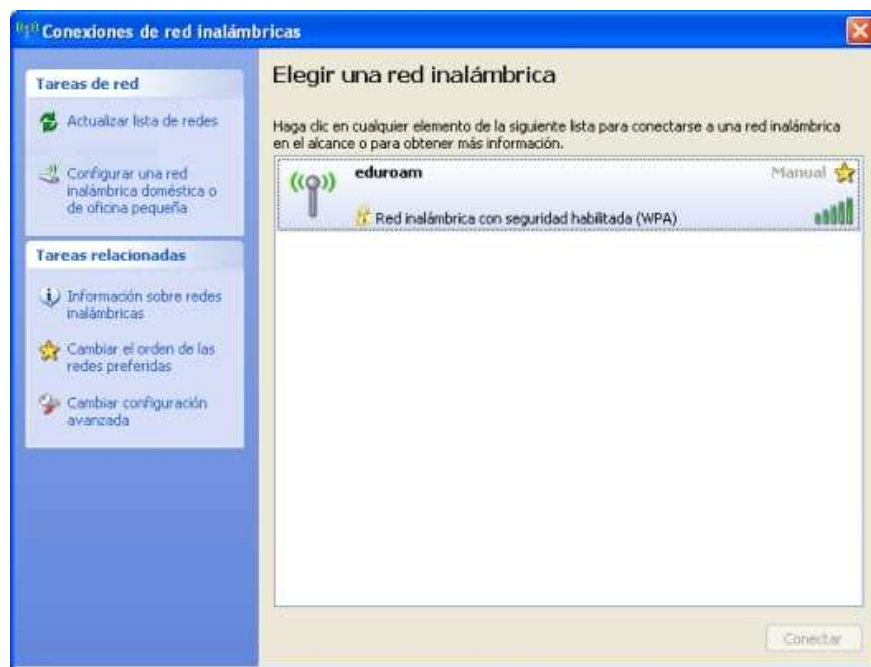 Conexiones de red inalámbricas
Tareas de red
Actualizar lista de redes
Configurar una red
inalámbrica doméstica o
de oficina pequeña
Tareas relacionadas
Información sobre redes
inalámbricas
Cambiar el orden de las
redes preferidas
Cambiar configuración
avanzada
Elegir una red inalámbrica
Haga clic en cualquier elemento de la siguiente lista para conectarse a una red inalámbrica
en el alcance o para obtener más información.
eduroam
Manual
Red inalámbrica con seguridad habilitada (WPA)
Conectar